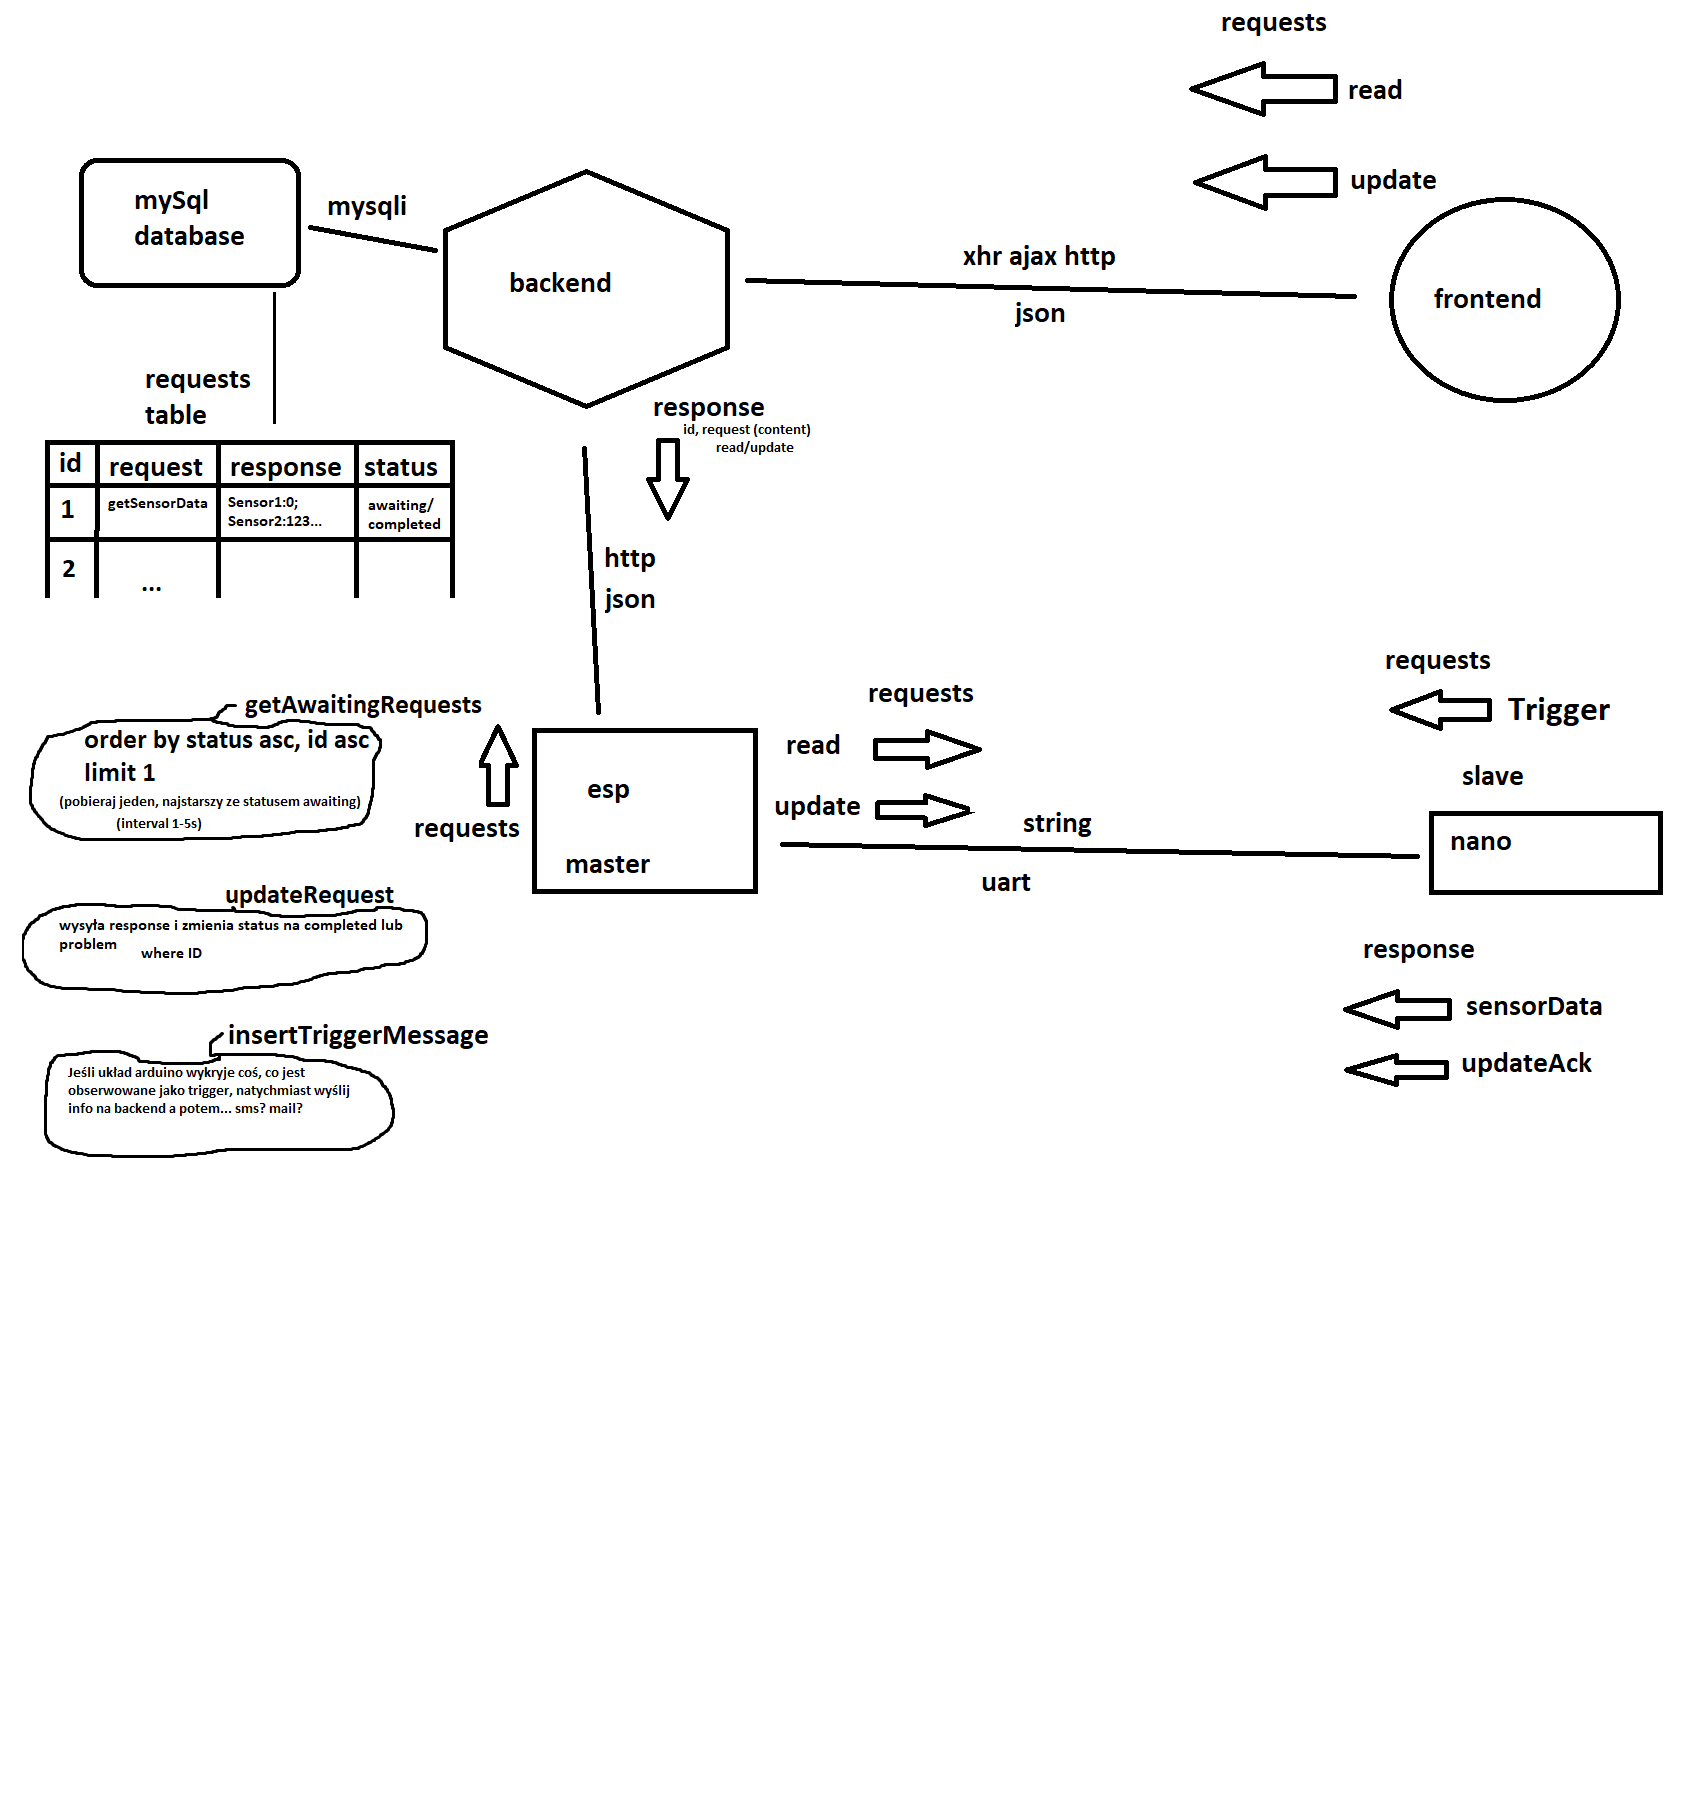 requests
read
update
mySql
database
mysqli
backend
xhr ajax http
json
frontend
requests
table
id
request
response
status
1
getSensorData
Sensor1:0;
Sensor2:123...
awaiting/
completed
2
...
response
id, request (content)
read/update
http
json
getAwaitingRequests
order by status asc, id asc
limit 1
(pobieraj jeden, najstarszy ze statusem awaiting)
(interval 1-5s)
requests
updateRequest
wysyła response i zmienia status na completed lub
problem
where ID
insertTriggerMessage
Jeśli układ arduino wykryje coś, co jest
obserwowane jako trigger, natychmiast wyślij
info na backend a potem... sms? mail?
esp
master
requests
read
update
string
uart
requests
Trigger
slave
nano
response
sensorData
updateAck